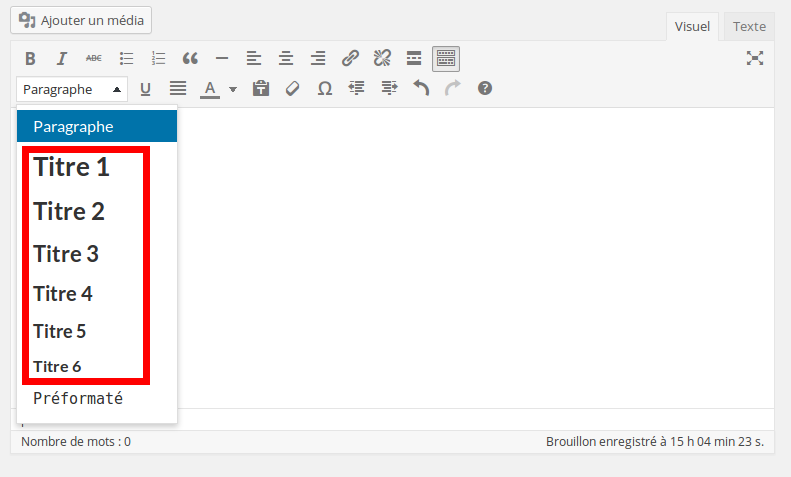 Ajouter un média
Visuel Texte
B I ABC
Paragraphe U A Ω ?
Paragraphe
Titre 1
Titre 2
Titre 3
Titre 4
Titre 5
Titre 6
Préformaté
Nombre de mots : 0 Brouillon enregistré à 15 h 04 min 23 s.